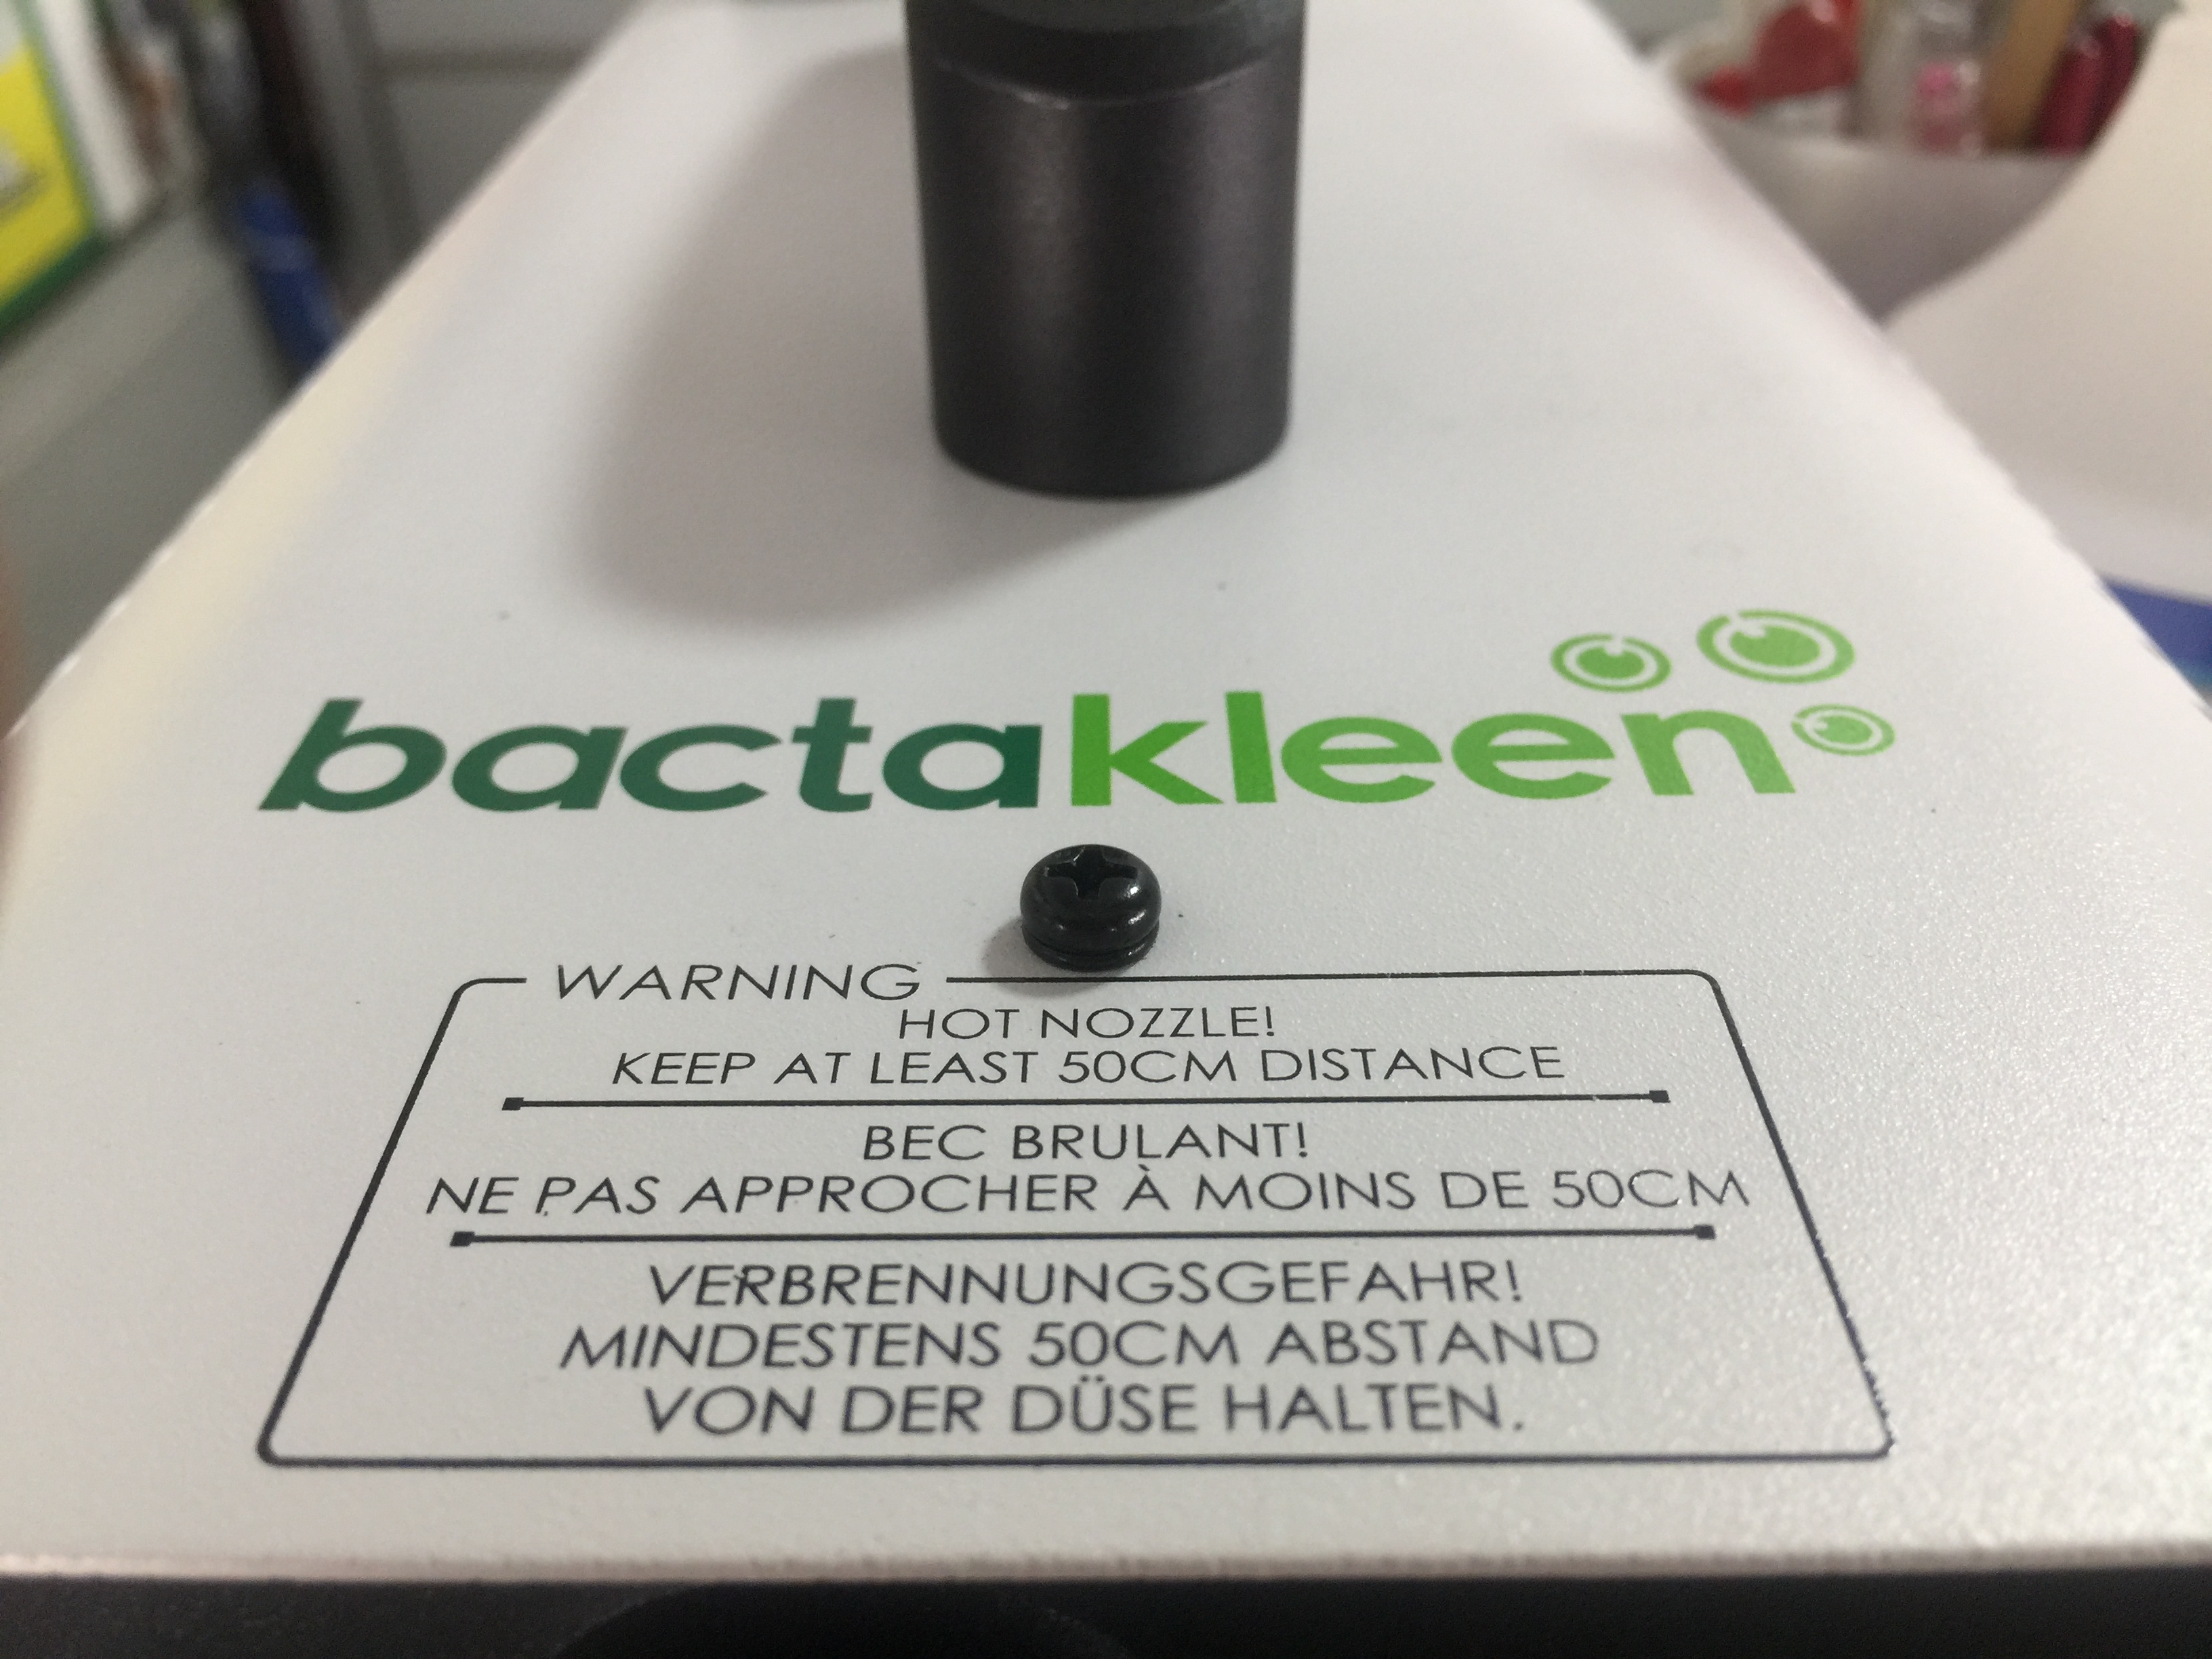 bactakleen
WARNING
HOT NOZZLE!
KEEP AT LEAST 50CM DISTANCE
BEC BRULANT!
NE PAS APPROCHER À MOINS DE 50CM
VERBRENNUNGSGEFAHR!
MINDESTENS 50CM ABSTAND
VON DER DÜSE HALTEN.